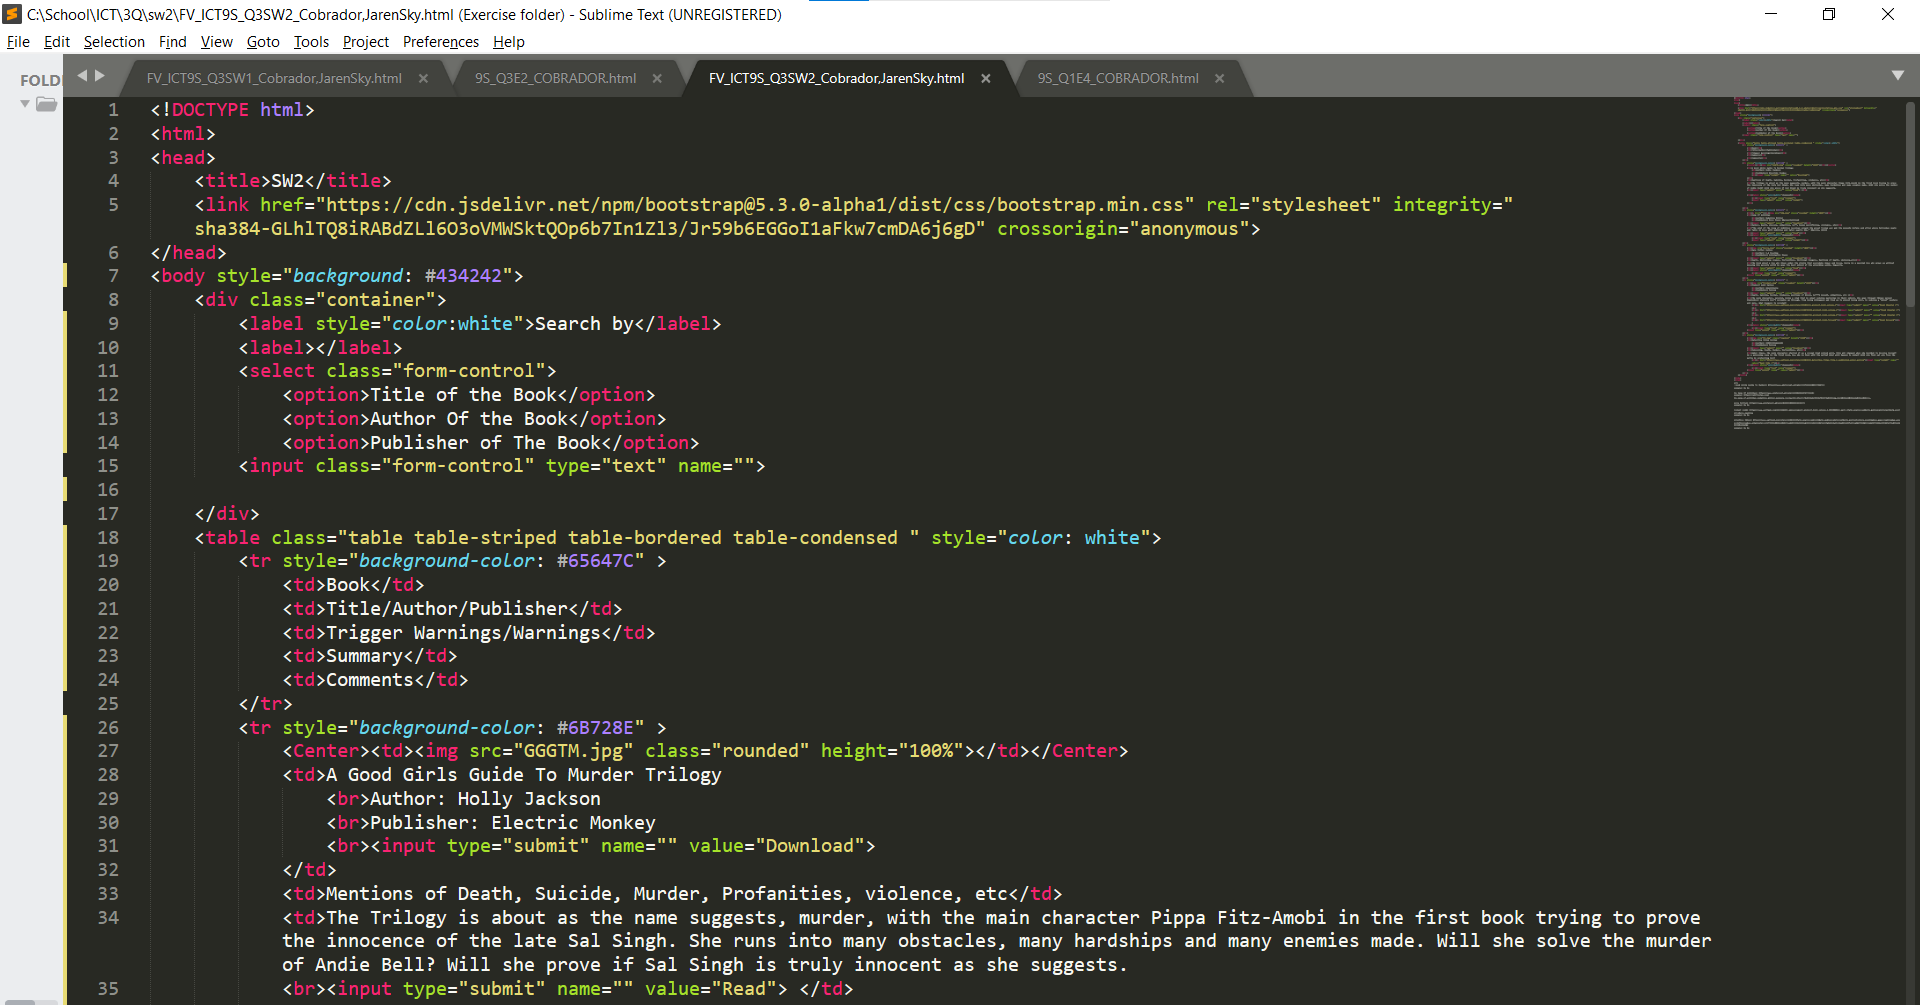 C:\School\ICT\3Q\sw2\FV_ICT9S_Q3SW2_Cobrador,JarenSky.html (Exercise folder) - Sublime Text (UNREGISTERED)
File Edit Selection Find View Goto Tools Project Preferences Help
FOLD
FV_ICT9S_Q3SW1_Cobrador,JarenSky.html 9S_Q3E2_COBRADOR.html FV_ICT9S_Q3SW2_Cobrador,JarenSky.html 9S_Q1E4_COBRADOR.html
1 <!DOCTYPE html>
2 <html>
3 <head>
4 <title>SW2</title>
5 <link href="https://cdn.jsdelivr.net/npm/bootstrap@5.3.0-alpha1/dist/css/bootstrap.min.css" rel="stylesheet" integrity="
sha384-GLhlTQ8iRABdZLl6O3oVMWSktQOp6b7In1Zl3/Jr59b6EGGoI1aFkw7cmDA6j6gD" crossorigin="anonymous">
6 </head>
7 <body style="background: #434242">
8 <div class="container">
9 <label style="color:white">Search by</label>
10 <label></label>
11 <select class="form-control">
12 <option>Title of the Book</option>
13 <option>Author Of the Book</option>
14 <option>Publisher of The Book</option>
15 <input class="form-control" type="text" name="">
16
17 </div>
18 <table class="table table-striped table-bordered table-condensed " style="color: white">
19 <tr style="background-color: #65647C" >
20 <td>Book</td>
21 <td>Title/Author/Publisher</td>
22 <td>Trigger Warnings/Warnings</td>
23 <td>Summary</td>
24 <td>Comments</td>
25 </tr>
26 <tr style="background-color: #6B728E" >
27 <Center><td><img src="GGGTM.jpg" class="rounded" height="100%"></td></Center>
28 <td>A Good Girls Guide To Murder Trilogy
29 <br>Author: Holly Jackson
30 <br>Publisher: Electric Monkey
31 <br><input type="submit" name="" value="Download">
32 </td>
33 <td>Mentions of Death, Suicide, Murder, Profanities, violence, etc</td>
34 <td>The Trilogy is about as the name suggests, murder, with the main character Pippa Fitz-Amobi in the first book trying to prove
the innocence of the late Sal Singh. She runs into many obstacles, many hardships and many enemies made. Will she solve the murder
of Andie Bell? Will she prove if Sal Singh is truly innocent as she suggests.
35 <br><input type="submit" name="" value="Read"> </td>